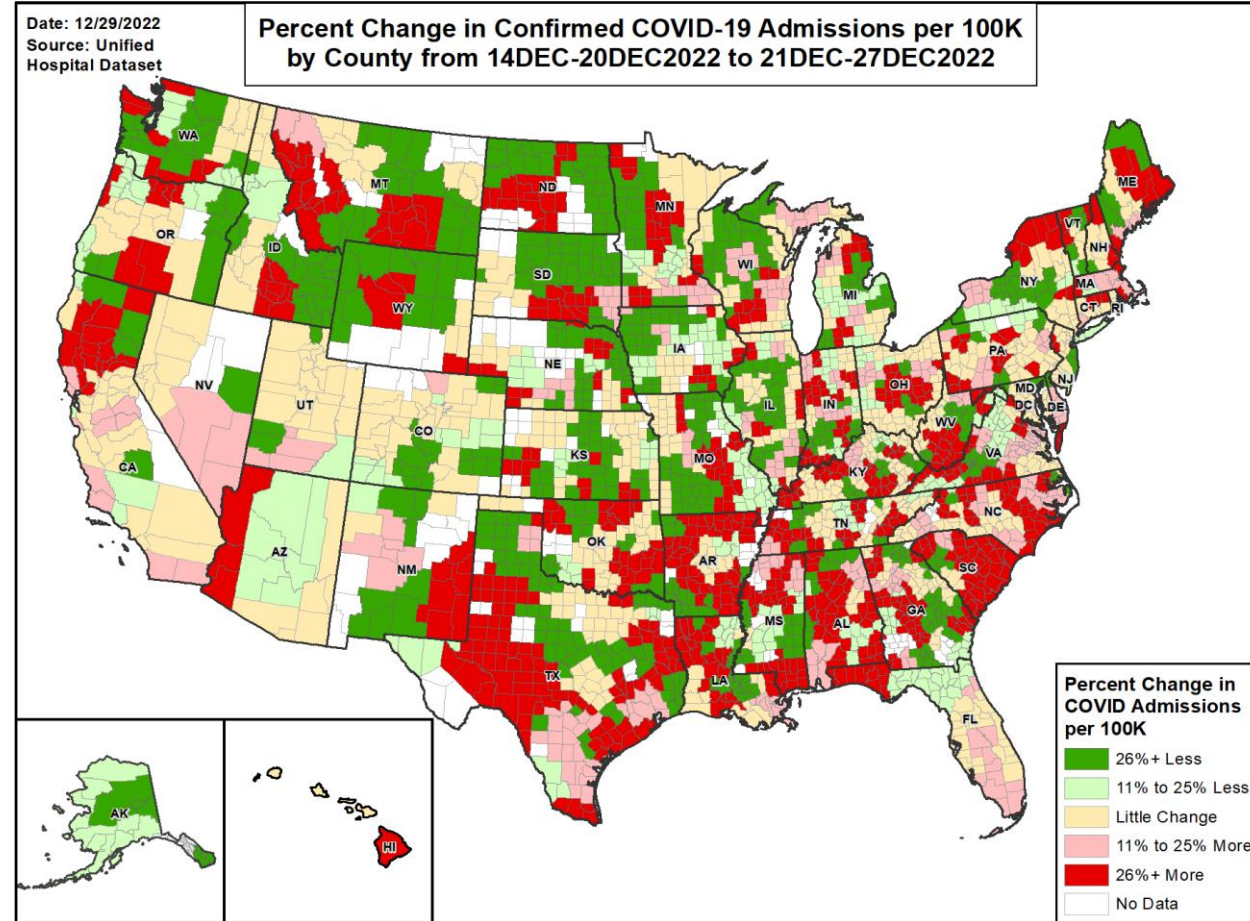 Date: 12/29/2022
Source: Unified
Hospital Dataset
Percent Change in Confirmed COVID-19 Admissions per 100K
by County from 14DEC-20DEC2022 to 21DEC-27DEC2022
WA
MT
ND
MN
ME
OR
ID
SD
WI
VT
NH
NY
MA
WY
MI
CT
RI
IA
PA
NE
NV
UT
IL
IN
OH
NJ
MD
DC
DE
CO
WV
VA
CA
KS
MO
KY
NC
AZ
NM
OK
TN
AR
SC
MS
AL
GA
TX
LA
FL
AK
HI
Percent Change in
COVID Admissions
per 100K
26%+ Less
11% to 25% Less
Little Change
11% to 25% More
26%+ More
No Data